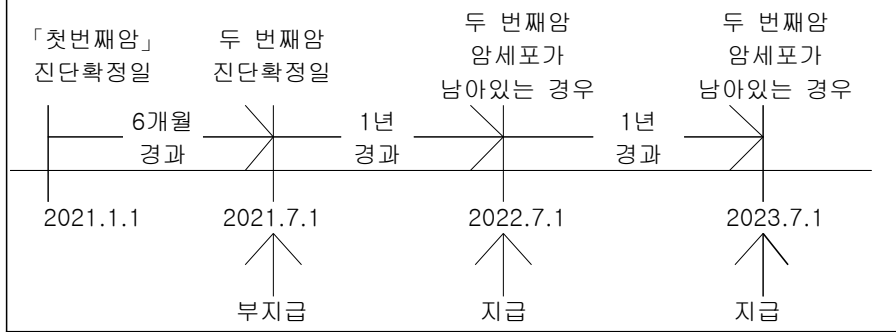 「첫번째암」
진단확정일
두 번째암
진단확정일
두 번째암
암세포가
남아있는 경우
두 번째암
암세포가
남아있는 경우
6개월
경과
1년
경과
1년
경과
2021.1.1
2021.7.1
2022.7.1
2023.7.1
부지급
지급
지급